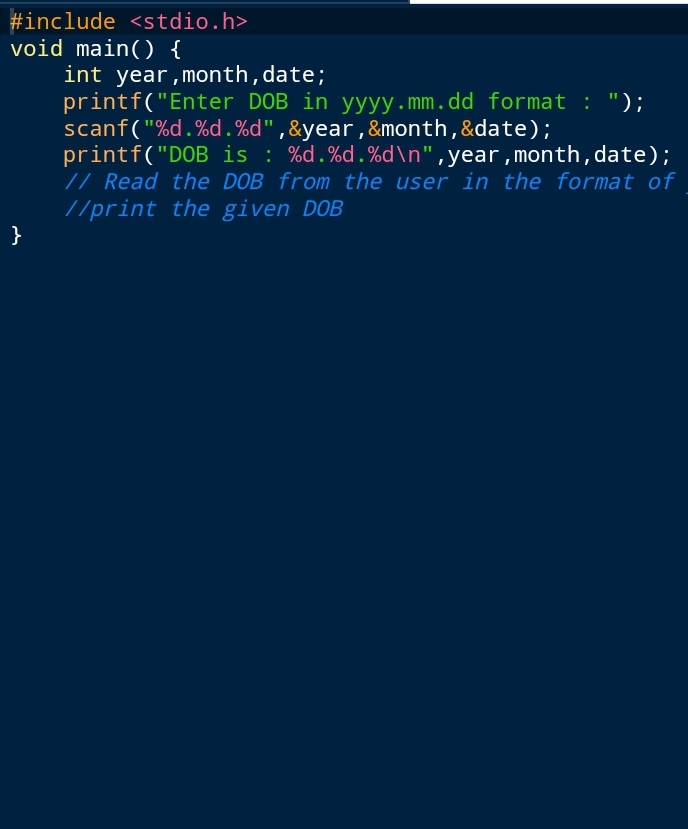 #include <stdio.h>
void main() {
    int year,month,date;
    printf("Enter DOB in yyyy.mm.dd format : ");
    scanf("%d.%d.%d",&year,&month,&date);
    printf("DOB is : %d.%d.%d\n",year,month,date);
    // Read the DOB from the user in the format of
    //print the given DOB
}